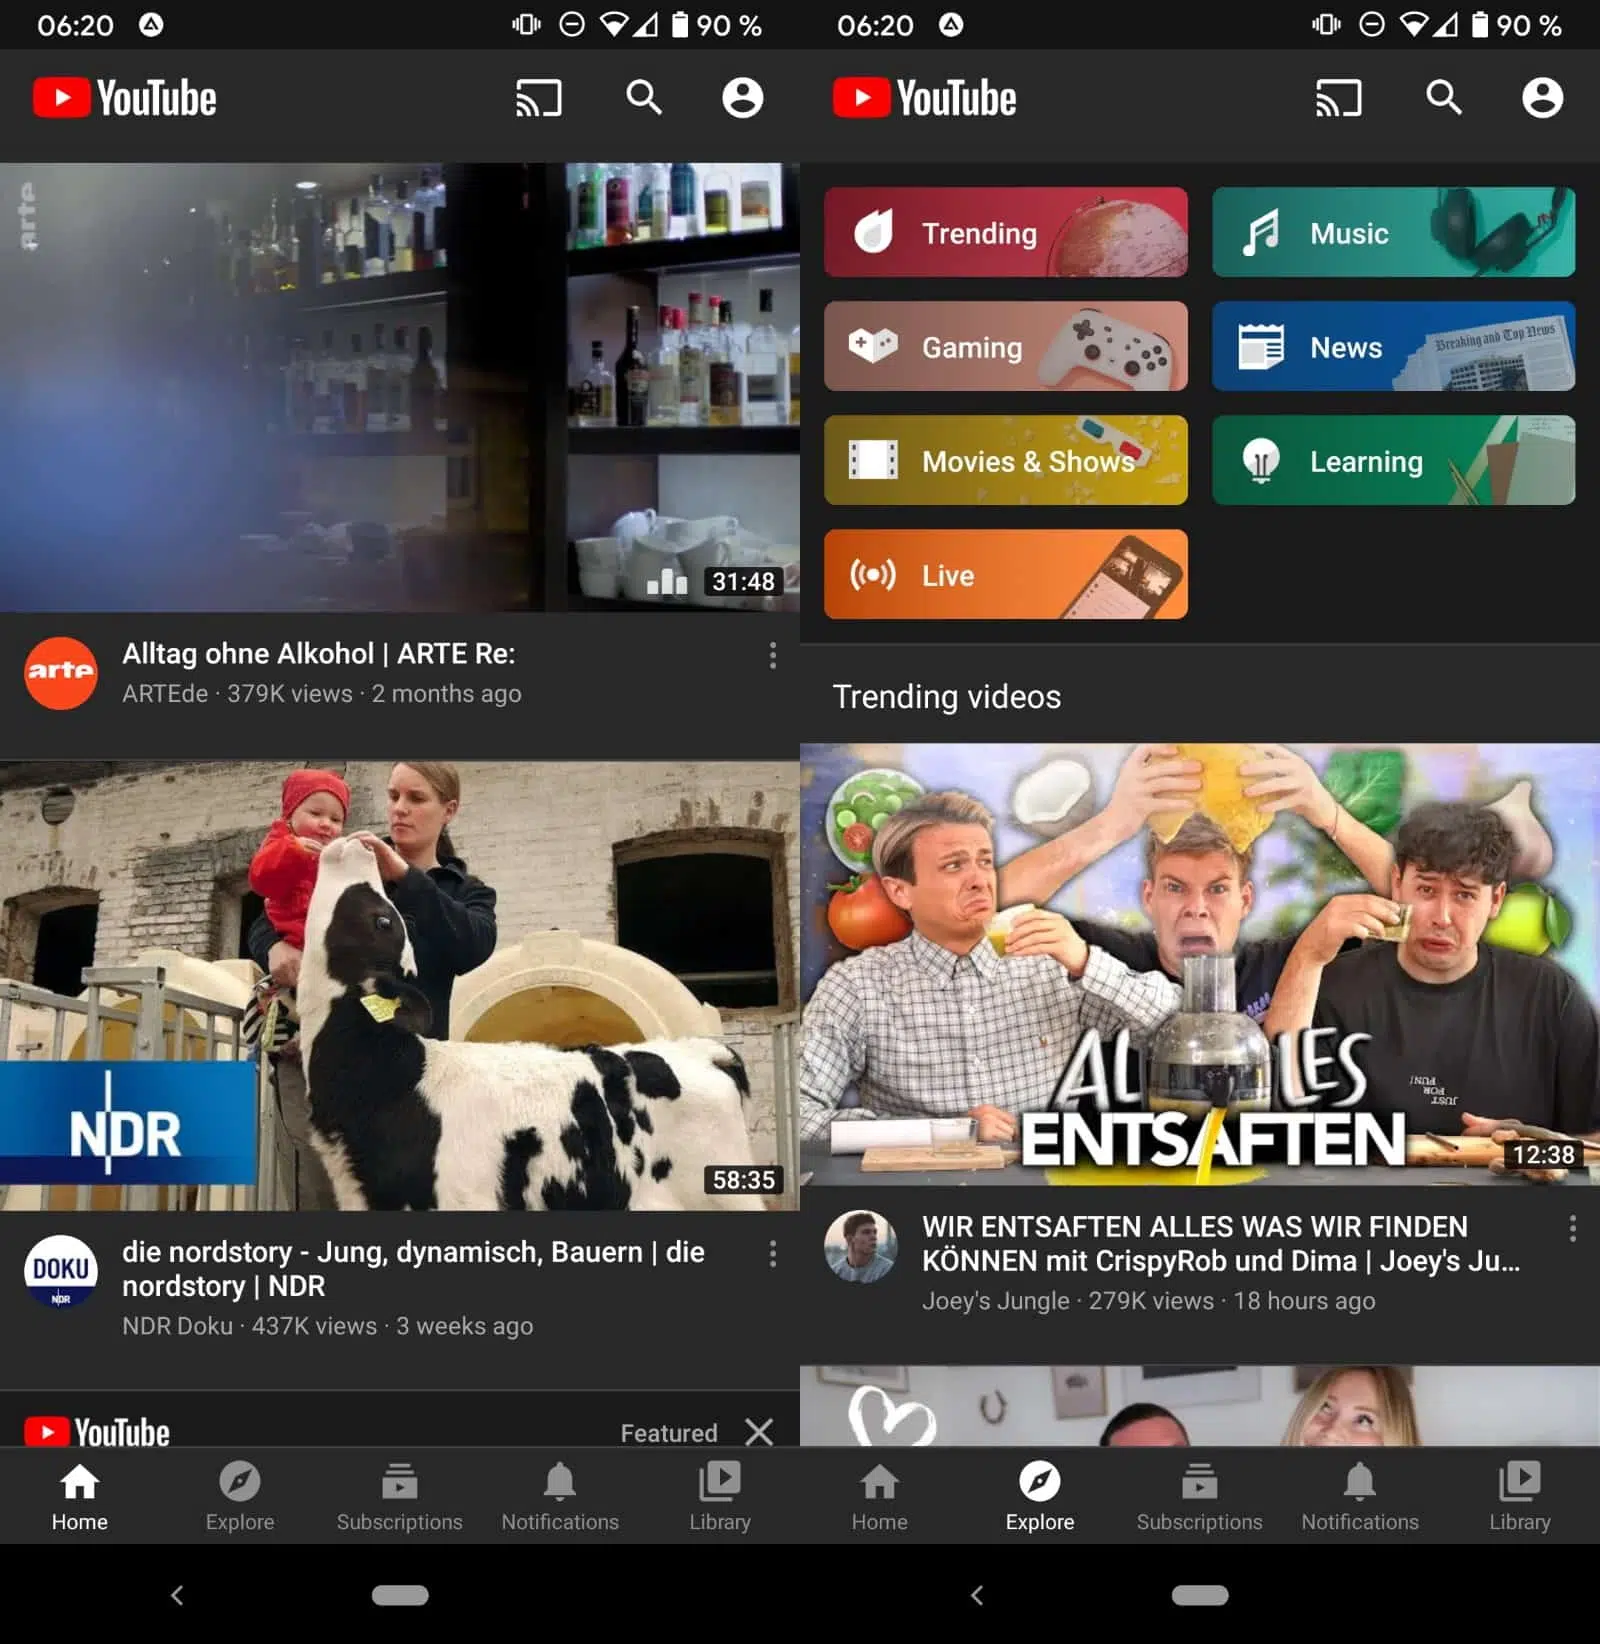 06:20
90 %
YouTube
arte
31:48
arte
Alltag ohne Alkohol | ARTE Re:
ARTEde · 379K views · 2 months ago
NDR
58:35
DOKU
NDR
die nordstory - Jung, dynamisch, Bauern | die
nordstory | NDR
NDR Doku · 437K views · 3 weeks ago
YouTube
Featured
Home
Explore
Subscriptions
Notifications
Library
06:20
90 %
YouTube
Trending
Music
Gaming
News
Breaking and Top News
Movies & Shows
Learning
Live
Trending videos
ALLES
ENTSAFTEN
JUST
FOR
FUN!
12:38
WIR ENTSAFTEN ALLES WAS WIR FINDEN
KÖNNEN mit CrispyRob und Dima | Joey's Ju...
Joey's Jungle · 279K views · 18 hours ago
Home
Explore
Subscriptions
Notifications
Library